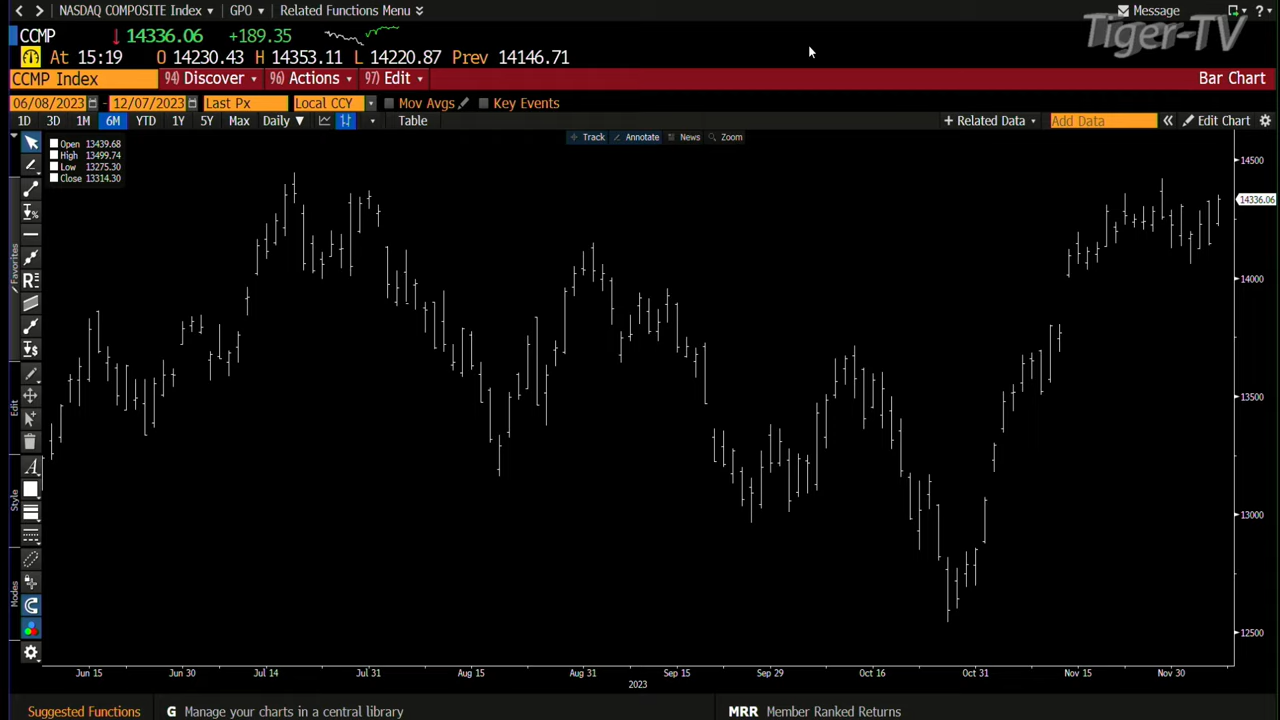 NASDAQ COMPOSITE Index
GPO
Related Functions Menu
Message
? 
Tiger-TV
CCMP
14336.06
+189.35
At 15:19
O 14230.43
H 14353.11
L 14220.87
Prev 14146.71
CCMP Index
94) Discover
96) Actions
97) Edit
Bar Chart
06/08/2023
-
12/07/2023
Last Px
Local CCY
Mov Avgs
Key Events
1D
3D
1M
6M
YTD
1Y
5Y
Max
Daily ▼
Table
+ Related Data
Add Data
«
Edit Chart
Track
Annotate
News
Zoom
Open 13439.68
High 13499.74
Low 13275.30
Close 13314.30
14500
14336.06
14000
13500
13000
12500
Favorites
Edit
Style
Modes
%
R
$
A
Jun 15
Jun 30
Jul 14
Jul 31
Aug 15
Aug 31
Sep 15
Sep 29
Oct 16
Oct 31
Nov 15
Nov 30
2023
Suggested Functions
G Manage your charts in a central library
MRR Member Ranked Returns